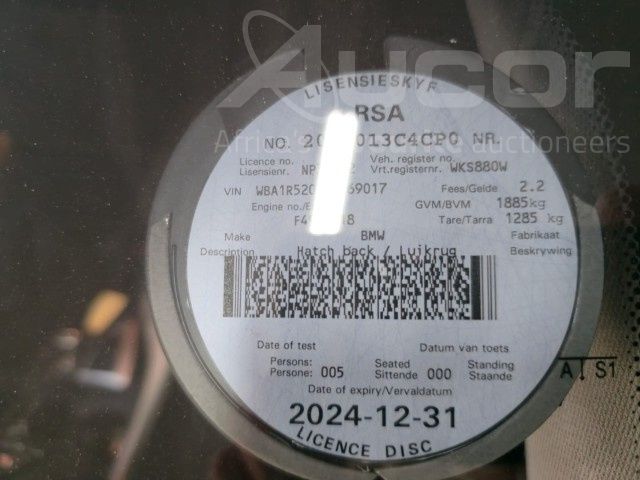 Aucor
Africa's auctioneers
LISENSIESKYF
RSA
NO. 013C4CP0 NR.
Licence no. Veh. register no.
Lisensienr. Vrt.registernr. WKS880W
VIN Fees/Gelde 2.2
Engine no. GVM/BVM 1885kg
Tare/Tarra 1285 kg
Make BMW Fabrikaat
Description Hatch back / Luikrug Beskrywing
Date of test Datum van toets
Persons: Seated Standing
Persone: 005 Sittende 000 Staande
Date of expiry/Vervaldatum
2024-12-31
LICENCE DISC
A S1